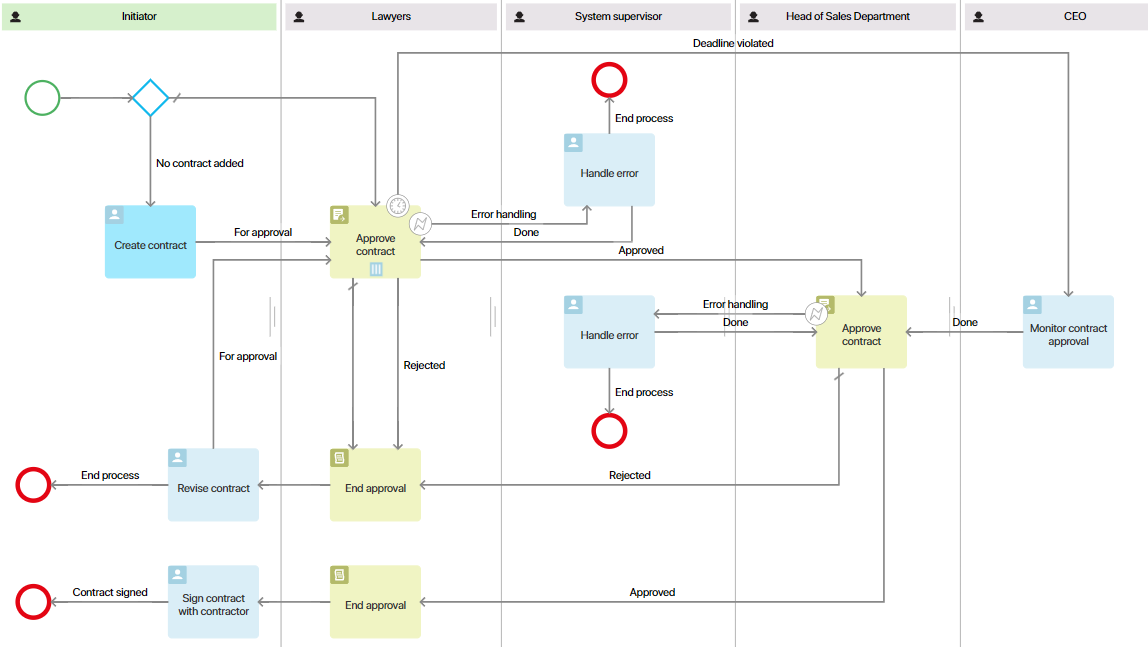 Initiator
Lawyers
System supervisor
Head of Sales Department
CEO
Deadline violated
End process
No contract added
Handle error
Error handling
For approval
Done
Create contract
Approve
contract
Approved
Error handling
Done
Handle error
Approve
contract
Done
Monitor contract
approval
For approval
Rejected
End process
End process
Revise contract
End approval
Rejected
Contract signed
Sign contract
with contractor
End approval
Approved